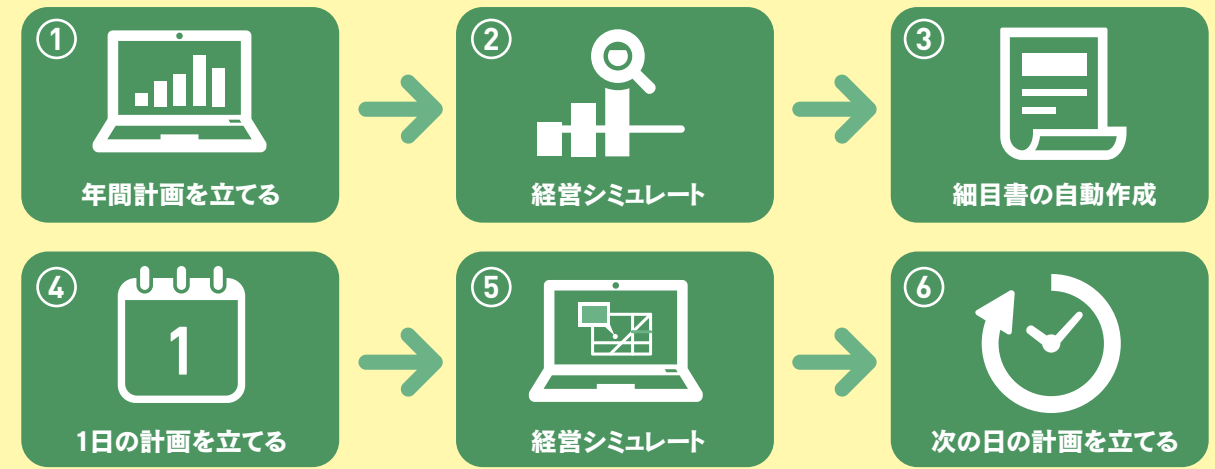 ①
年間計画を立てる
②
経営シミュレート
③
細目書の自動作成
④
1
1日の計画を立てる
⑤
経営シミュレート
⑥
次の日の計画を立てる